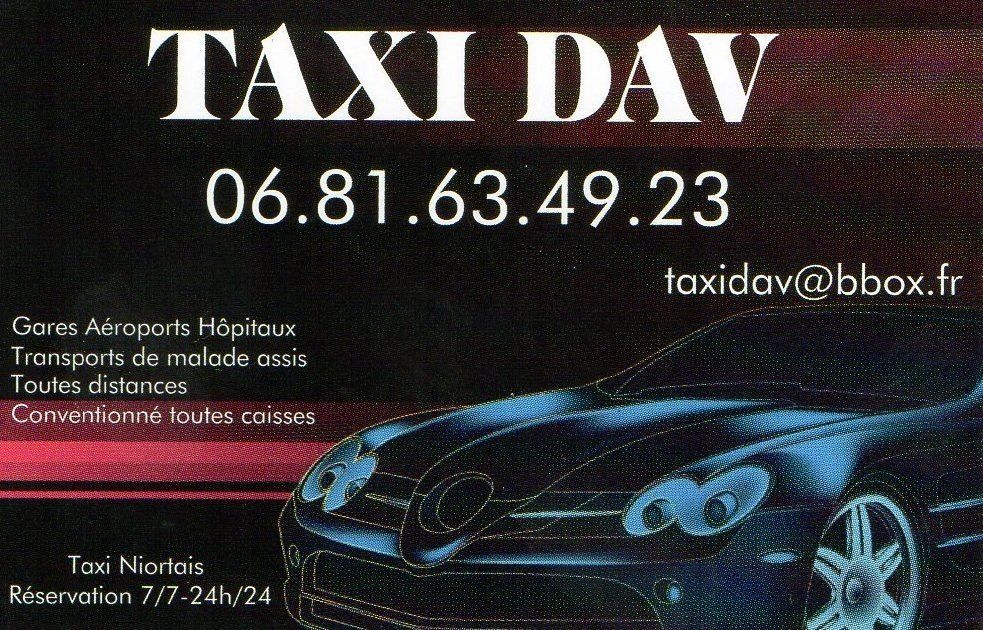 TAXI DAV
06.81.63.49.23
taxidav@bbox.fr
Gares Aéroports Hôpitaux
Transports de malade assis
Toutes distances
Conventionné toutes caisses
Taxi Niortais
Réservation 7/7-24h/24